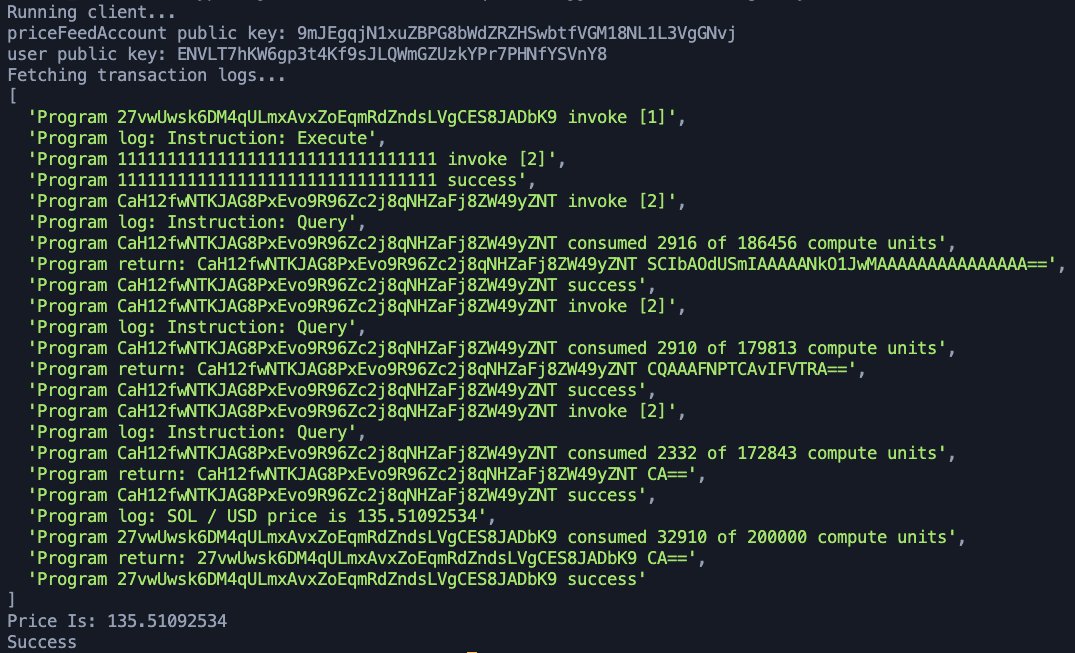 Running client...
priceFeedAccount public key: 9mJEgqjN1xuZBPG8bWdZRZHSwbtfVGM18NL1L3VgGNvj
user public key: ENVLT7hKW6gp3t4Kf9sJLQWmGZUzkYPr7PHNfYSVnY8
Fetching transaction logs...
[
'Program 27vwUwsk6DM4qULmxAvxZoEqmRdZndsLVgCES8JADbK9 invoke [1]',
'Program log: Instruction: Execute',
'Program 11111111111111111111111111111111 invoke [2]',
'Program 11111111111111111111111111111111 success',
'Program CaH12fwNTKJAG8PxEvo9R96Zc2j8qNHZaFj8ZW49yZNT invoke [2]',
'Program log: Instruction: Query',
'Program CaH12fwNTKJAG8PxEvo9R96Zc2j8qNHZaFj8ZW49yZNT consumed 2916 of 186456 compute units',
'Program return: CaH12fwNTKJAG8PxEvo9R96Zc2j8qNHZaFj8ZW49yZNT SCIbAOdUSmIAAAAANkO1JwMAAAAAAAAAAAAAAA==',
'Program CaH12fwNTKJAG8PxEvo9R96Zc2j8qNHZaFj8ZW49yZNT success',
'Program CaH12fwNTKJAG8PxEvo9R96Zc2j8qNHZaFj8ZW49yZNT invoke [2]',
'Program log: Instruction: Query',
'Program CaH12fwNTKJAG8PxEvo9R96Zc2j8qNHZaFj8ZW49yZNT consumed 2910 of 179813 compute units',
'Program return: CaH12fwNTKJAG8PxEvo9R96Zc2j8qNHZaFj8ZW49yZNT CQAAAFNPTCAvIFVTRA==',
'Program CaH12fwNTKJAG8PxEvo9R96Zc2j8qNHZaFj8ZW49yZNT success',
'Program CaH12fwNTKJAG8PxEvo9R96Zc2j8qNHZaFj8ZW49yZNT invoke [2]',
'Program log: Instruction: Query',
'Program CaH12fwNTKJAG8PxEvo9R96Zc2j8qNHZaFj8ZW49yZNT consumed 2332 of 172843 compute units',
'Program return: CaH12fwNTKJAG8PxEvo9R96Zc2j8qNHZaFj8ZW49yZNT CA==',
'Program CaH12fwNTKJAG8PxEvo9R96Zc2j8qNHZaFj8ZW49yZNT success',
'Program log: SOL / USD price is 135.51092534',
'Program 27vwUwsk6DM4qULmxAvxZoEqmRdZndsLVgCES8JADbK9 consumed 32910 of 200000 compute units',
'Program return: 27vwUwsk6DM4qULmxAvxZoEqmRdZndsLVgCES8JADbK9 CA==',
'Program 27vwUwsk6DM4qULmxAvxZoEqmRdZndsLVgCES8JADbK9 success'
]
Price Is: 135.51092534
Success